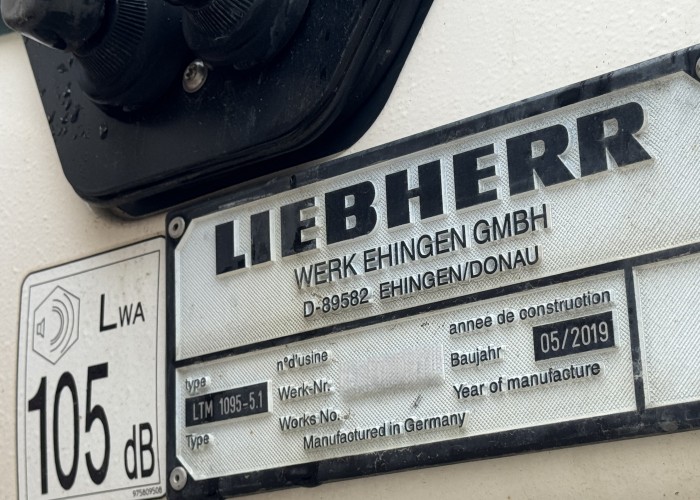 LIEBHERR
WERK EHINGEN GMBH
D-89582 EHINGEN/DONAU
type
LTM 1095-5.1
Type
n°d'usine
Werk-Nr.
Works No.
annee de construction
Baujahr 05/2019
Year of manufacture
Manufactured in Germany
LWA
105 dB
975809508